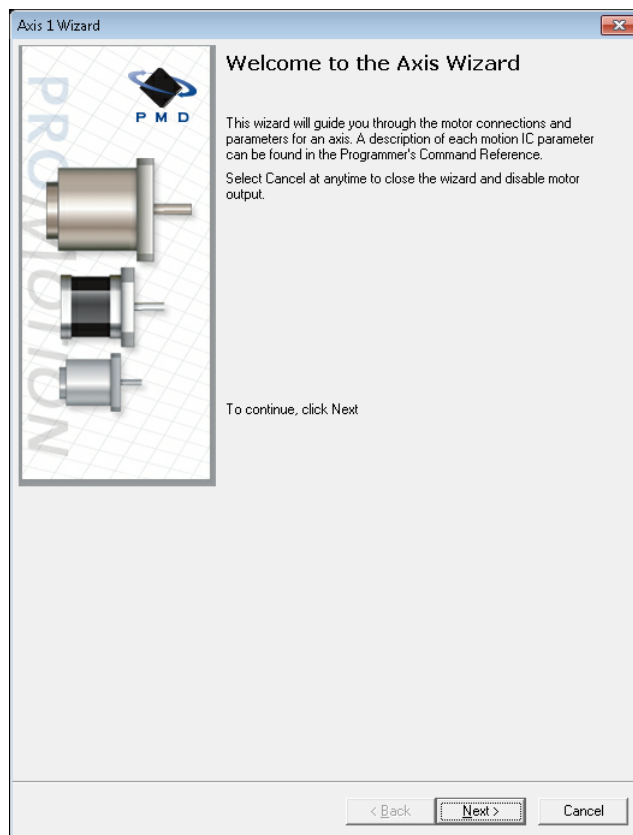 Axis 1 Wizard
PMD
PROMOTION
Welcome to the Axis Wizard
This wizard will guide you through the motor connections and
parameters for an axis. A description of each motion IC parameter
can be found in the Programmer's Command Reference.
Select Cancel at anytime to close the wizard and disable motor
output.
To continue, click Next
< Back
Next >
Cancel